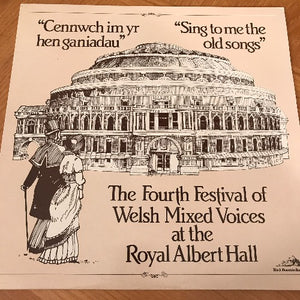 "Cennwch im yr
hen ganiadau"
"Sing to me the
old songs"
The Fourth Festival of
Welsh Mixed Voices
at the
Royal Albert Hall